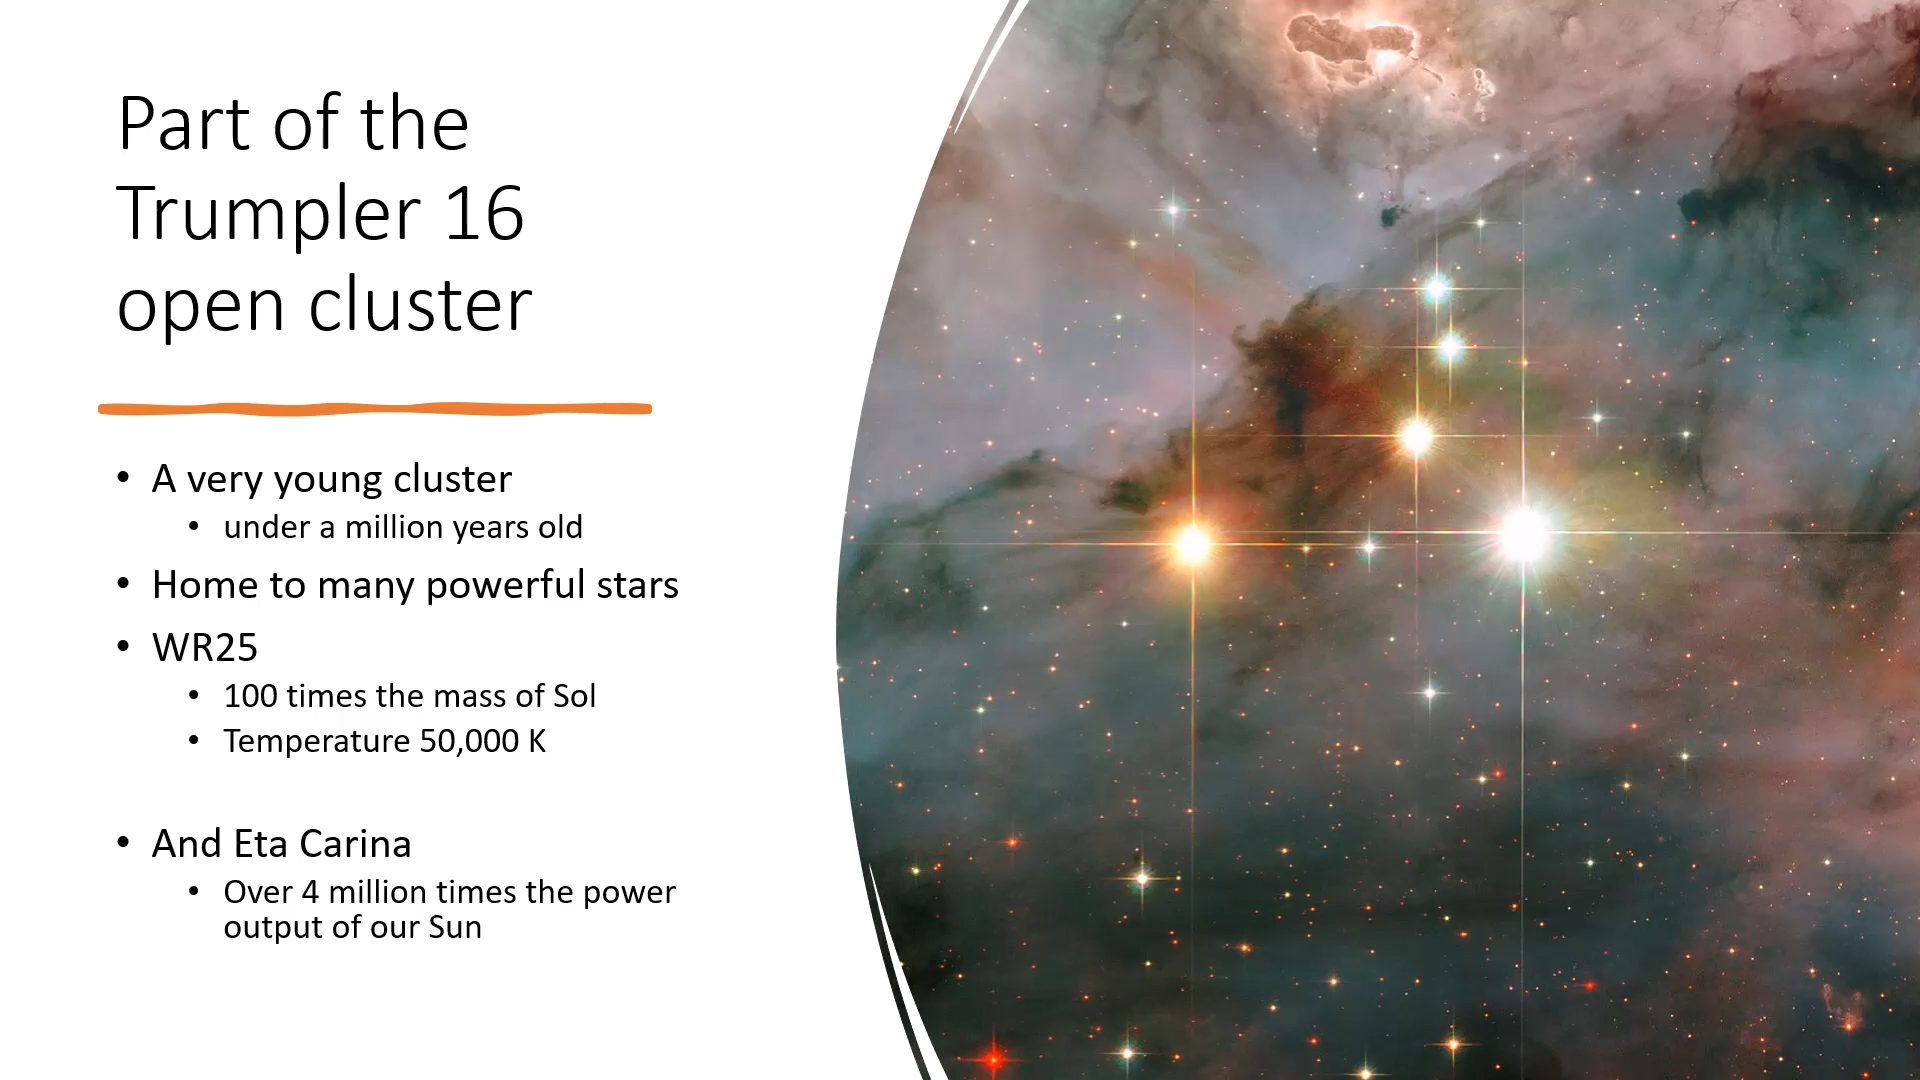 Part of the
Trumpler 16
open cluster
• A very young cluster
• under a million years old
• Home to many powerful stars
• WR25
• 100 times the mass of Sol
• Temperature 50,000 K
• And Eta Carina
• Over 4 million times the power
output of our Sun